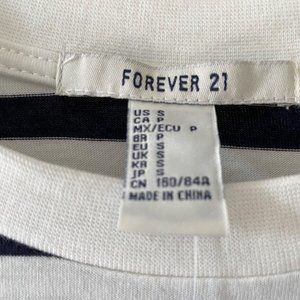 FOREVER 21
US S
CA P
MX/ECU P
BR P
EU S
UK S
KR S
JP S
CN 160/84A
MADE IN CHINA